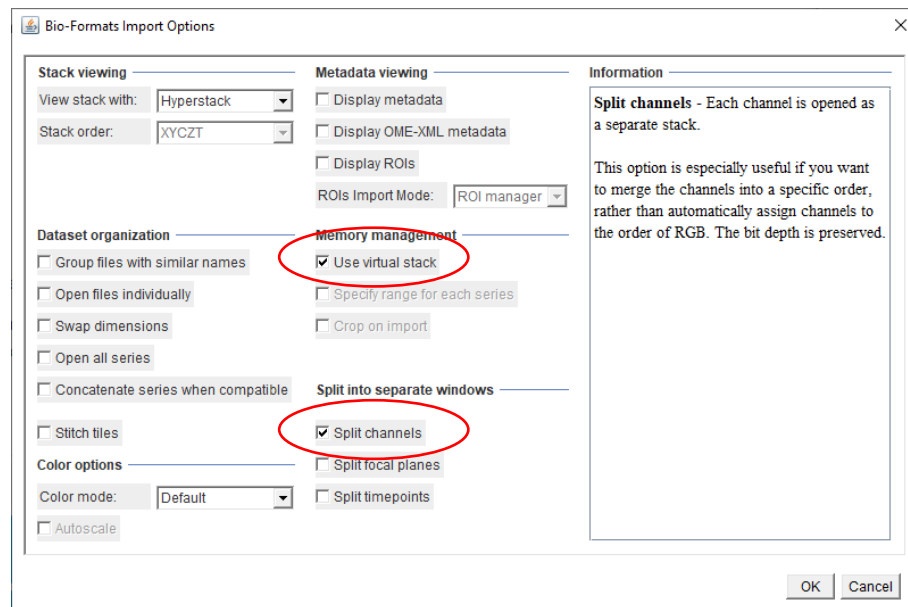 Bio-Formats Import Options
Stack viewing
View stack with: Hyperstack
Stack order: XYCZT
Metadata viewing
Display metadata
Display OME-XML metadata
Display ROIs
ROIs Import Mode: ROI manager
Information
Split channels - Each channel is opened as
a separate stack.
This option is especially useful if you want
to merge the channels into a specific order,
rather than automatically assign channels to
the order of RGB. The bit depth is preserved.
Dataset organization
Group files with similar names
Open files individually
Swap dimensions
Open all series
Concatenate series when compatible
Stitch tiles
Memory management
Use virtual stack
Specify range for each series
Crop on import
Split into separate windows
Split channels
Split focal planes
Split timepoints
Color options
Color mode: Default
Autoscale
OK
Cancel